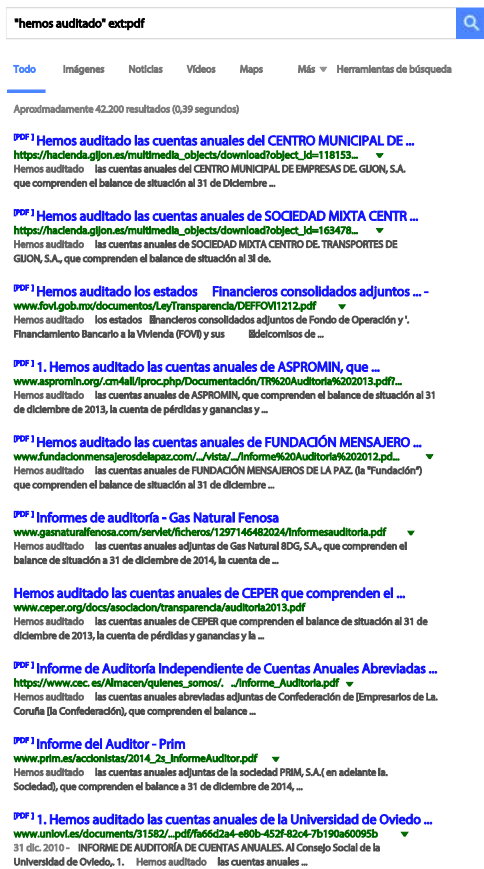 "hemos auditado" ext:pdf
Todo Imágenes Noticias Vídeos Maps Más Herramientas de búsqueda
Aproximadamente 42.200 resultados (0,39 segundos)
[PDF] Hemos auditado las cuentas anuales del CENTRO MUNICIPAL DE ...
https://hacienda.gijon.es/multimedia_objects/download?object_id=118153...
Hemos auditado las cuentas anuales del CENTRO MUNICIPAL DE EMPRESAS DE. GIJON, S.A.
que comprenden el balance de situación al 31 de Diciembre ...
[PDF] Hemos auditado las cuentas anuales de SOCIEDAD MIXTA CENTR ...
https://hacienda.gijon.es/multimedia_objects/download?object_id=163478...
Hemos auditado las cuentas anuales de SOCIEDAD MIXTA CENTRO DE. TRANSPORTES DE
GIJON, S.A., que comprenden el balance de situación al 3l de.
[PDF] Hemos auditado los estados Financieros consolidados adjuntos ... -
www.fovi.gob.mx/documentos/LeyTransparencia/DEFFOVI1212.pdf
Hemos auditado los estados nancieros consolidados adjuntos de Fondo de Operación y '.
Financiamiento Bancario a la Vivienda (FOVI) y sus deicomisos de ...
[PDF] 1. Hemos auditado las cuentas anuales de ASPROMIN, que ...
www.aspromin.org/.cm4all/iproc.php/Documentación/TR%20Auditoria%202013.pdf?...
Hemos auditado las cuentas anuales de ASPROMIN, que comprenden el balance de situación al 31
de diciembre de 2013, la cuenta de pérdidas y ganancias y ...
[PDF] Hemos auditado las cuentas anuales de FUNDACIÓN MENSAJERO ...
www.fundacionmensajerosdelapaz.com/.../vista/.../Informe%20Auditoria%202012.pd...
Hemos auditado las cuentas anuales de FUNDACIÓN MENSAJEROS DE LA PAZ. (la "Fundación")
que comprenden el balance de situación al 31 de diciembre ...
[PDF] Informes de auditoría - Gas Natural Fenosa
www.gasnaturalfenosa.com/servlet/ficheros/1297146482024/Informesauditoria.pdf
Hemos auditado las cuentas anuales adjuntas de Gas Natural 8DG, S.A., que comprenden el
balance de situación a 31 de diciembre de 2014, la cuenta de ...
Hemos auditado las cuentas anuales de CEPER que comprenden el ...
www.ceper.org/docs/asociacion/transparencia/auditoria2013.pdf
Hemos auditado las cuentas anuales de CEPER que comprenden el balance de situación al 31 de
diciembre de 2013, la cuenta de pérdidas y ganancias y la ...
[PDF] Informe de Auditoría Independiente de Cuentas Anuales Abreviadas ...
https://www.cec. es/Almacen/quienes_somos/. .../Informe_Auditoria.pdf
Hemos auditado las cuentas anuales abreviadas adjuntas de Confederación de [Empresarios de La.
Coruña [la Confederación), que comprenden el balance ...
[PDF] Informe del Auditor - Prim
www.prim.es/accionistas/2014_2s_InformeAuditor.pdf
Hemos auditado las cuentas anuales adjuntas de la sociedad PRIM, S.A.( en adelante la.
Sociedad), que comprenden el balance a 31 de diciembre de 2014, ...
[PDF] 1. Hemos auditado las cuentas anuales de la Universidad de Oviedo ...
www.uniovi.es/documents/31582/...pdf/fa66d2a4-e80b-452f-82c4-7b190a60095b
31 dic. 2010 - INFORME DE AUDITORÍA DE CUENTAS ANUALES. Al Consejo Social de la
Universidad de Oviedo,. 1. Hemos auditado las cuentas anuales ...